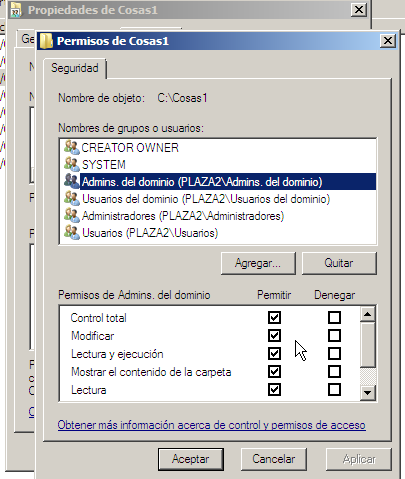 Propiedades de Cosas1
Permisos de Cosas1
Seguridad
Nombre de objeto: C:\Cosas1
Nombres de grupos o usuarios:
CREATOR OWNER
SYSTEM
Admins. del dominio (PLAZA2\Admins. del dominio)
Usuarios del dominio (PLAZA2\Usuarios del dominio)
Administradores (PLAZA2\Administradores)
Usuarios (PLAZA2\Usuarios)
Agregar... Quitar
Permisos de Admins. del dominio Permitir Denegar
Control total
Modificar
Lectura y ejecución
Mostrar el contenido de la carpeta
Lectura
Obtener más información acerca de control y permisos de acceso
Aceptar Cancelar Aplicar